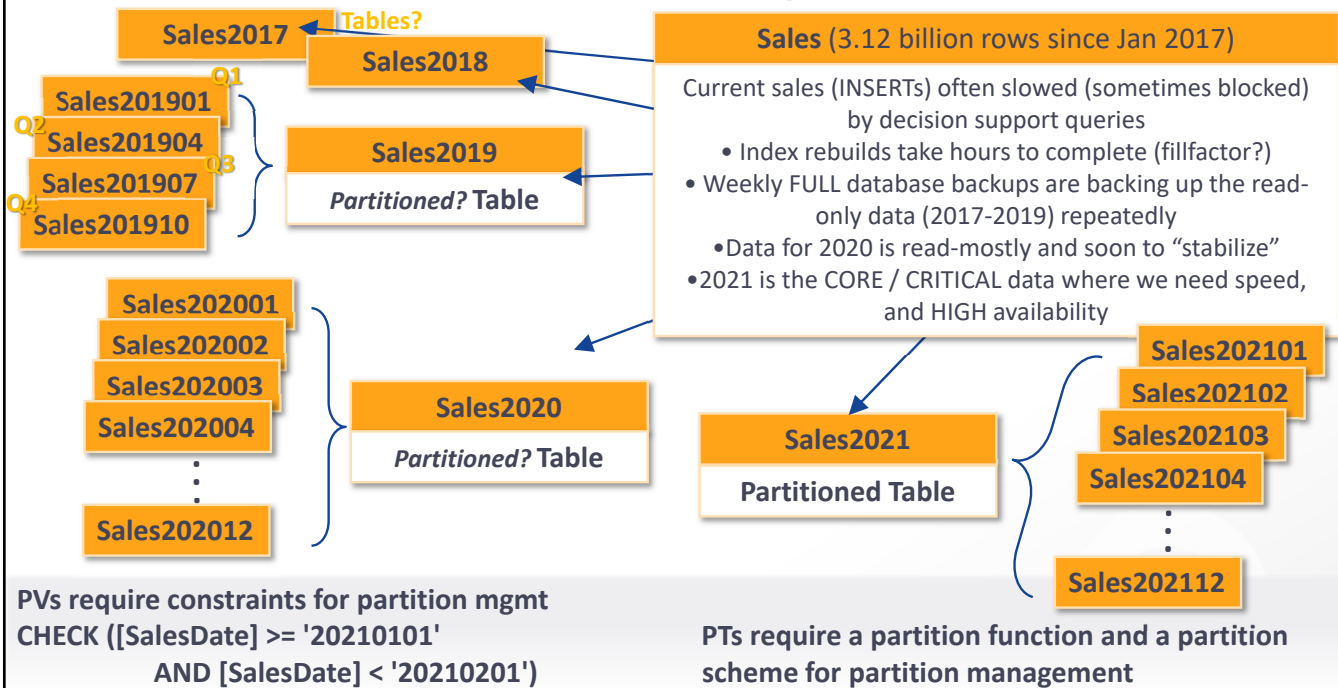 Tables?
Sales2017
Sales2018
Q1
Sales201901
Q2
Sales201904
Q3
Sales201907
Q4
Sales201910
Sales2019
Partitioned? Table
Sales (3.12 billion rows since Jan 2017)
Current sales (INSERTs) often slowed (sometimes blocked)
by decision support queries
• Index rebuilds take hours to complete (fillfactor?)
• Weekly FULL database backups are backing up the read-
only data (2017-2019) repeatedly
•Data for 2020 is read-mostly and soon to “stabilize”
•2021 is the CORE / CRITICAL data where we need speed,
and HIGH availability
Sales202001
Sales202002
Sales202003
Sales202004
Sales202012
Sales2020
Partitioned? Table
Sales2021
Partitioned Table
Sales202101
Sales202102
Sales202103
Sales202104
Sales202112
PVs require constraints for partition mgmt
CHECK ([SalesDate] >= '20210101'
AND [SalesDate] < '20210201')
PTs require a partition function and a partition
scheme for partition management